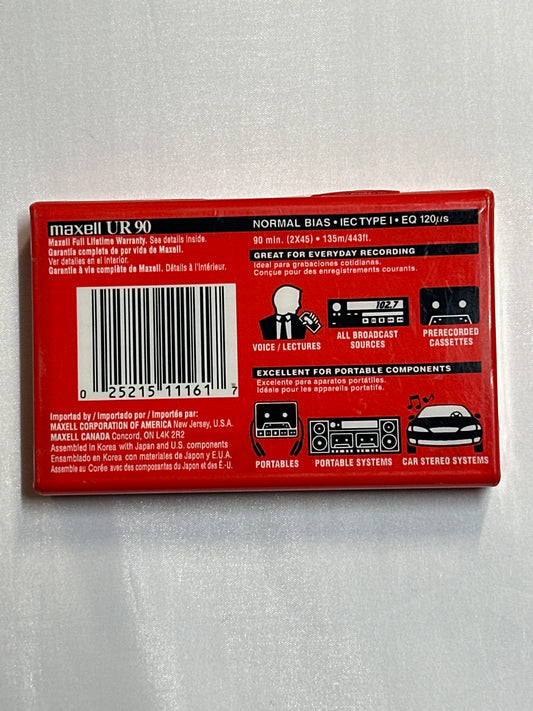 maxell UR 90
Maxell Full Lifetime Warranty. See details inside.
Garantía completa de por vida de Maxell.
Ver detalles en el interior.
Garantie à vie complète de Maxell. Détails à l'intérieur.
0 25215 11161 7
Imported by / Importado por / Importée par:
MAXELL CORPORATION OF AMERICA New Jersey, U.S.A.
MAXELL CANADA Concord, ON L4K 2R2
Assembled in Korea with Japan and U.S. components
Ensamblado en Korea con materiales de Japon y E.U.A.
Assemblé au Corée avec des composantes du Japon et des É.-U.
NORMAL BIAS • IEC TYPE I • EQ 120µs
90 min. (2X45) • 135m/443ft.
GREAT FOR EVERYDAY RECORDING
Ideal para grabaciones cotidianas.
Conçue pour des enregistrements courants.
102.7
VOICE / LECTURES
ALL BROADCAST
SOURCES
PRERECORDED
CASSETTES
EXCELLENT FOR PORTABLE COMPONENTS
Excelente para aparatos portátiles.
Idéale pour les appareils portatifs.
PORTABLES
PORTABLE SYSTEMS
CAR STEREO SYSTEMS